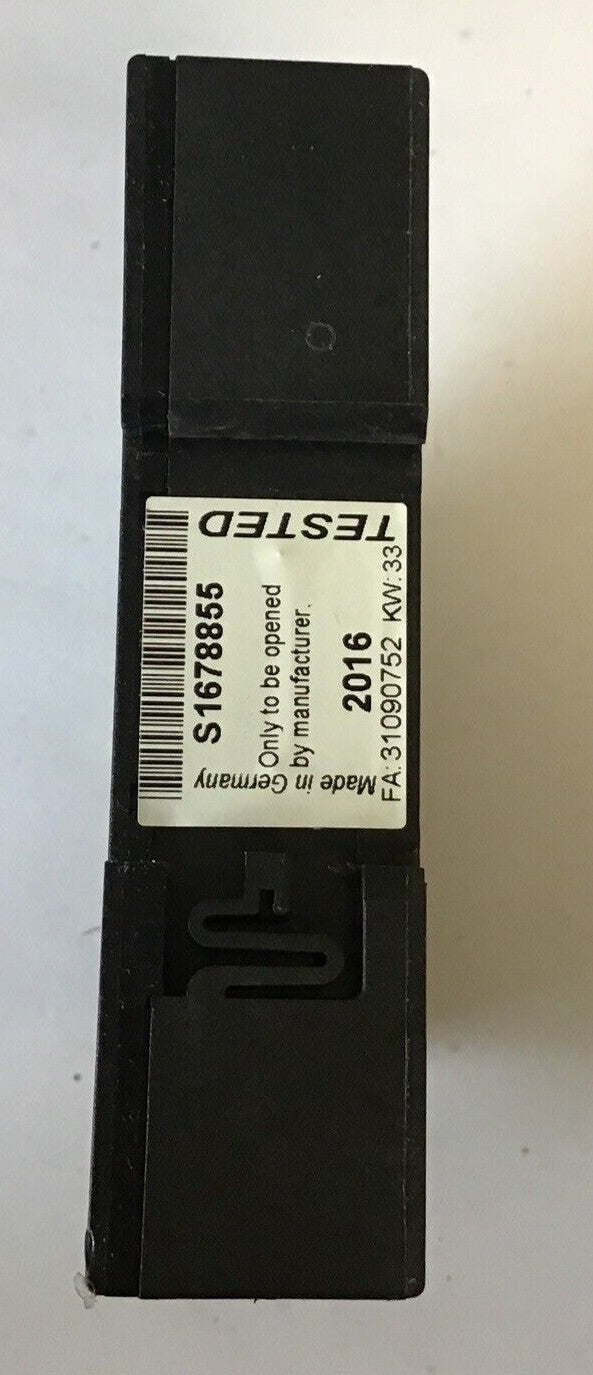 S1678855
Only to be opened
by manufacturer.
2016
FA: 31090752 KW: 33
TESTED
Made in Germany